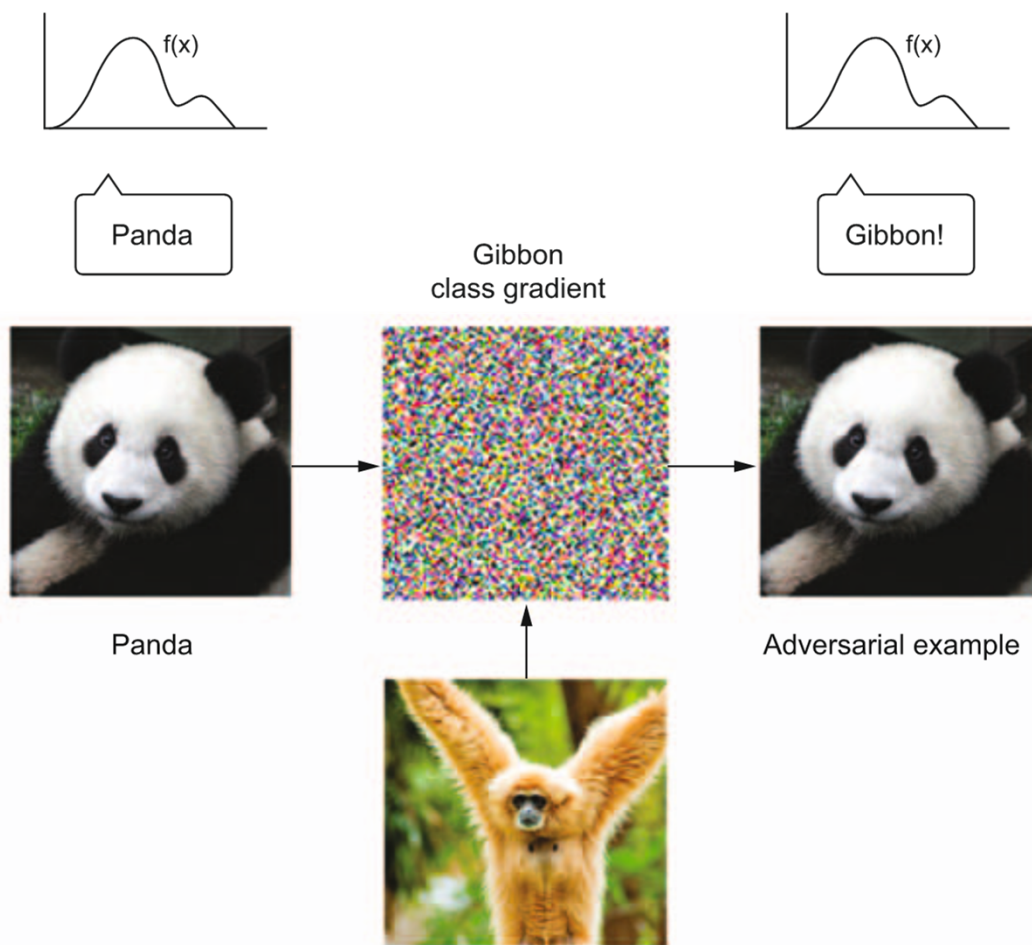 f(x)
f(x)
Panda
Gibbon!
Gibbon
class gradient
Panda
Adversarial example